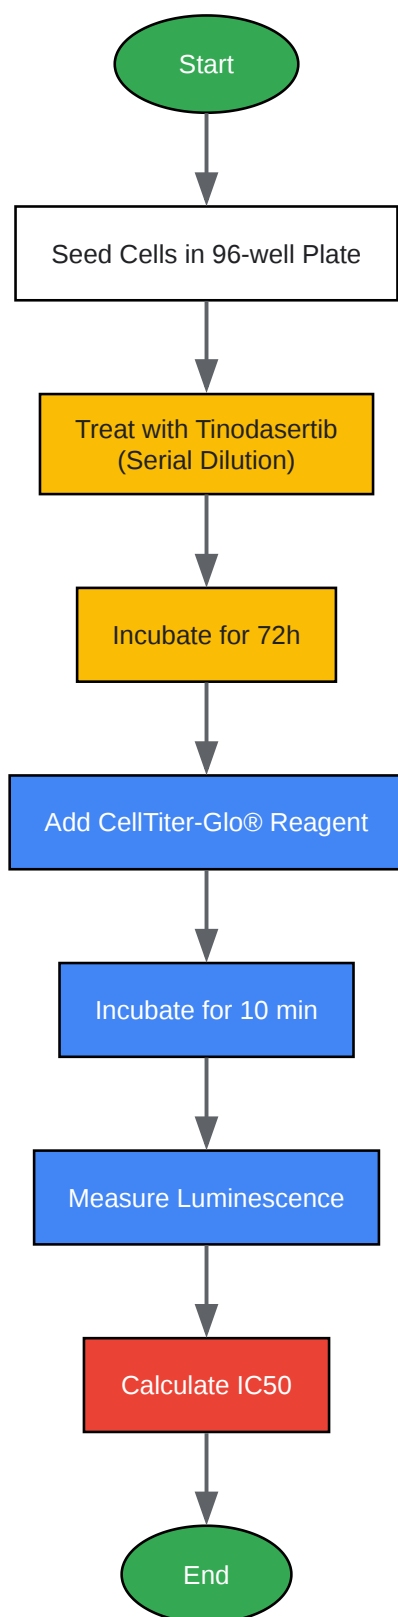 Start
Seed Cells in 96-well Plate
Treat with Tinodasertib
(Serial Dilution)
Incubate for 72h
Add CellTiter-Glo® Reagent
Incubate for 10 min
Measure Luminescence
Calculate IC50
End